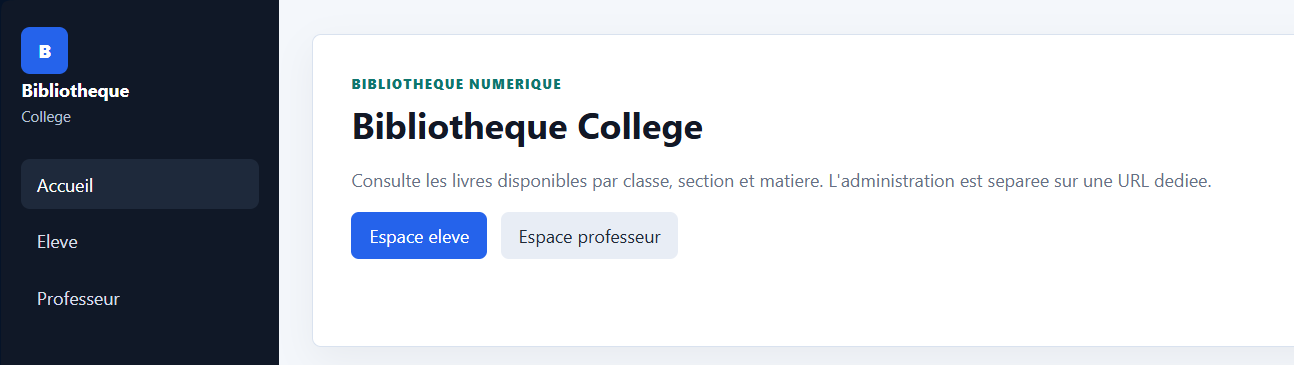 B
Bibliotheque
College
Accueil
Eleve
Professeur
BIBLIOTHEQUE NUMERIQUE
Bibliotheque College
Consulte les livres disponibles par classe, section et matiere. L'administration est separee sur une URL dediee.
Espace eleve
Espace professeur